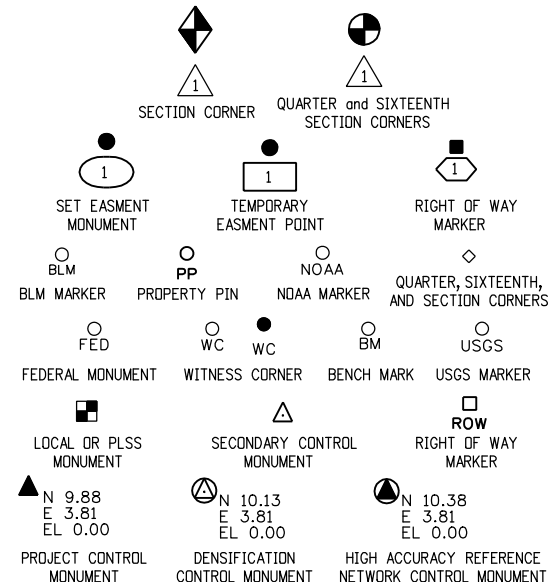 1
1
SECTION CORNER
QUARTER and SIXTEENTH
SECTION CORNERS
1
1
1
SET EASMENT
MONUMENT
TEMPORARY
EASMENT POINT
RIGHT OF WAY
MARKER
BLM
PP
NOAA
BLM MARKER
PROPERTY PIN
NOAA MARKER
QUARTER, SIXTEENTH,
AND SECTION CORNERS
FED
WC
WC
BM
USGS
FEDERAL MONUMENT
WITNESS CORNER
BENCH MARK
USGS MARKER
ROW
LOCAL OR PLSS
MONUMENT
SECONDARY CONTROL
MONUMENT
RIGHT OF WAY
MARKER
N 9.88
E 3.81
EL 0.00
N 10.13
E 3.81
EL 0.00
N 10.38
E 3.81
EL 0.00
PROJECT CONTROL
MONUMENT
DENSIFICATION
CONTROL MONUMENT
HIGH ACCURACY REFERENCE
NETWORK CONTROL MONUMENT